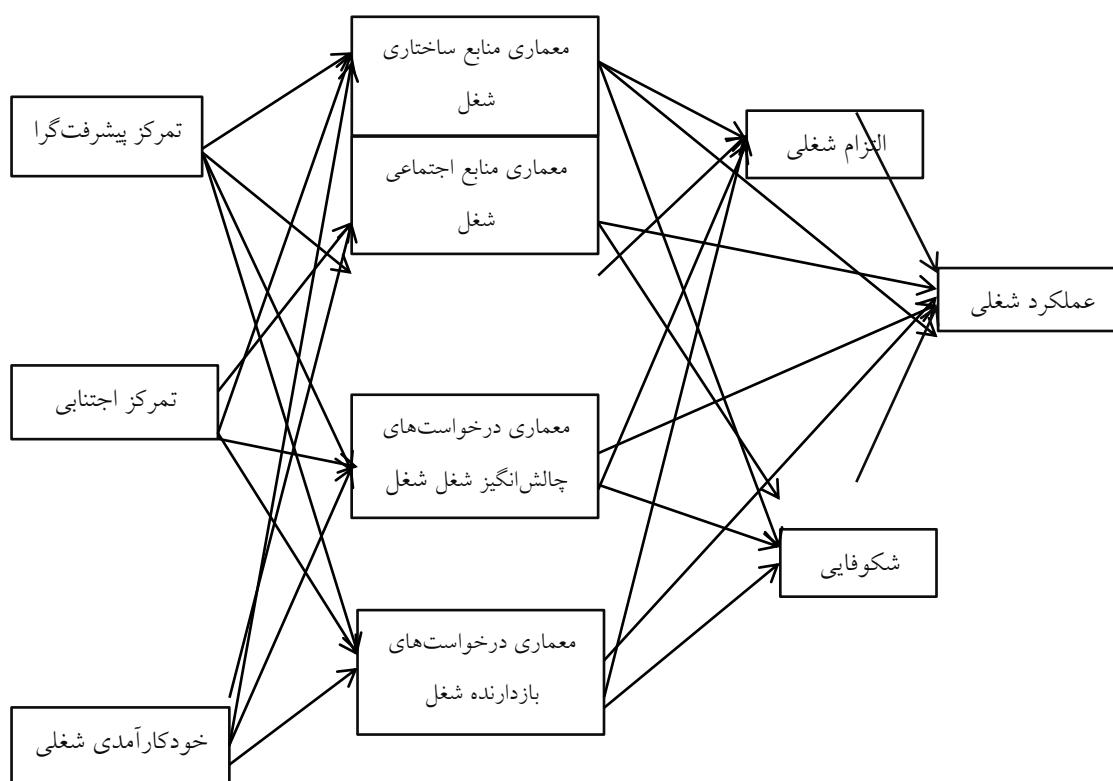 معماری منابع ساختاری
شغل
تمرکز پیشرفت‌گرا
التزام شغلی
معماری منابع اجتماعی
شغل
عملکرد شغلی
تمرکز اجتنابی
معماری درخواست‌های
چالش‌انگیز شغل شغل
شکوفایی
معماری درخواست‌های
بازدارنده شغل
خودکارآمدی شغلی